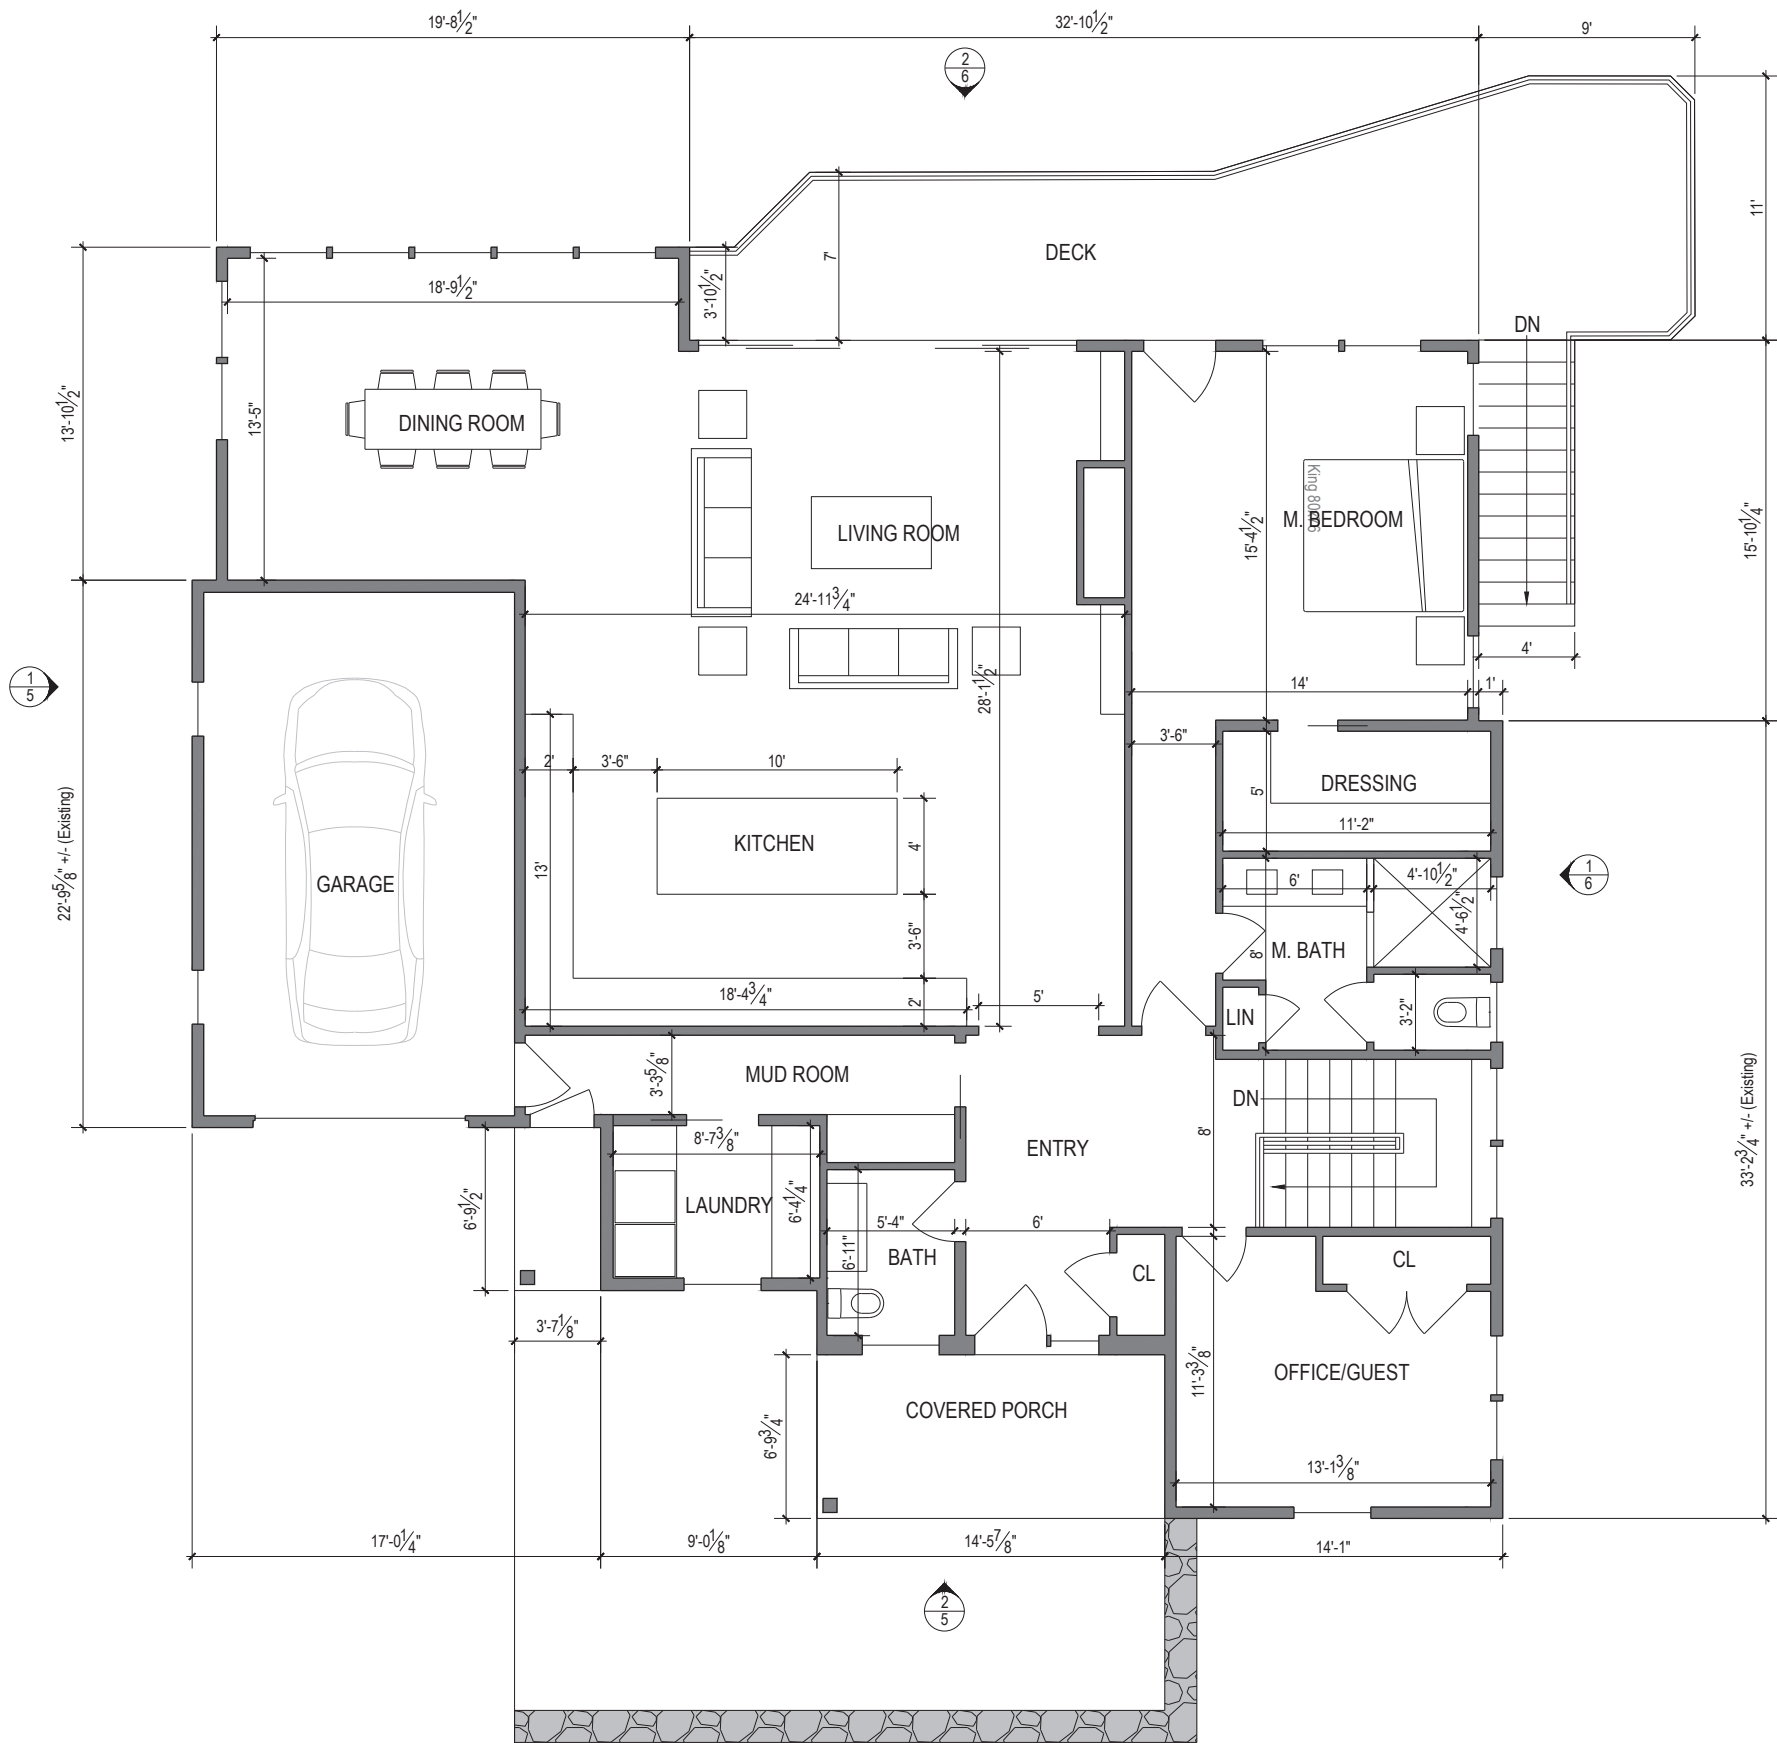 19'-8½"
32'-10½"
9'
2
6
11'
7'
DECK
3'-10½"
18'-9½"
DN
13'-10½"
13'-5"
DINING ROOM
LIVING ROOM
15'-4½"
M. BEDROOM
15'-10¼"
24'-11¾"
28'-1½"
4'
1
5
14'
1'
3'-6"
2'
3'-6"
10'
DRESSING
5'
11'-2"
22'-9⅝" +/- (Existing)
13'
KITCHEN
4'
GARAGE
6'
4'-10½"
4'-6½"
1
6
3'-6"
8'
M. BATH
18'-4¾"
2'
5'
LIN
3'-2"
3'-3⅝"
MUD ROOM
DN
8'
8'-7⅜"
ENTRY
33'-2¾" +/- (Existing)
6'-9½"
LAUNDRY
6'-4¼"
5'-4"
6'
6'-11"
BATH
CL
CL
3'-7⅛"
11'-3⅜"
OFFICE/GUEST
COVERED PORCH
6'-9¾"
13'-1⅜"
17'-0¼"
9'-0⅛"
14'-5⅞"
14'-1"
2
5